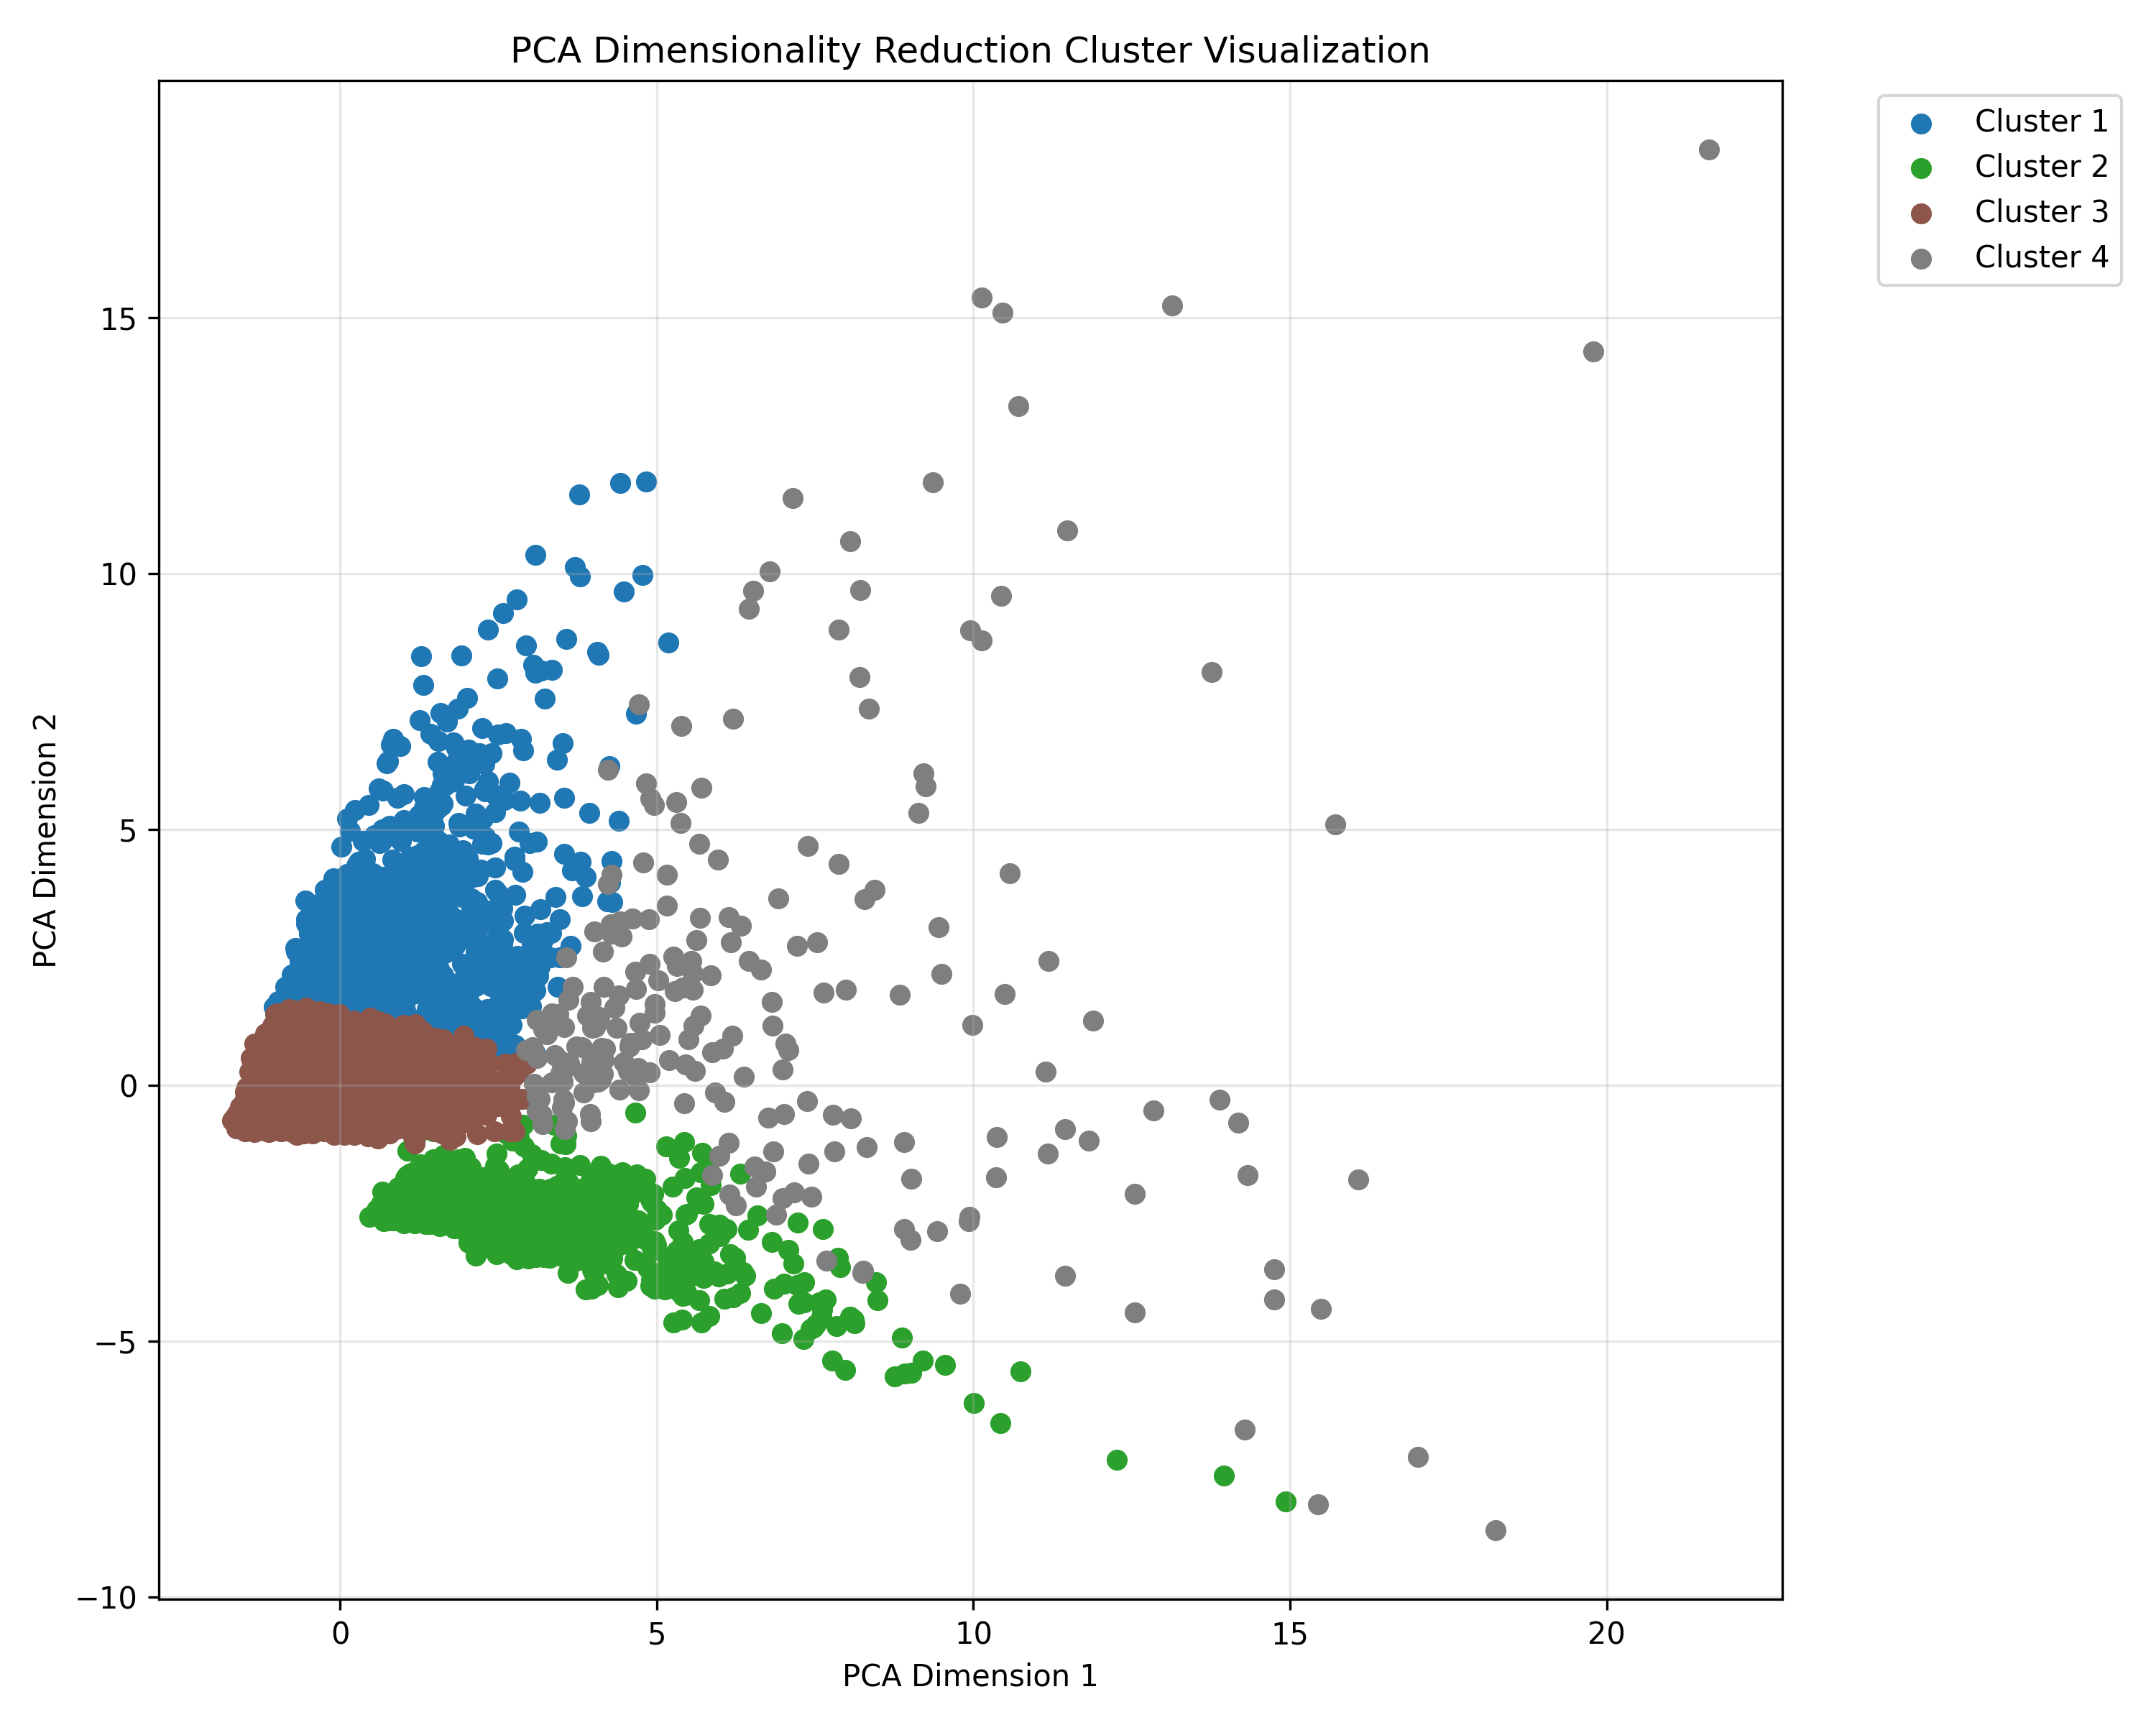 PCA Dimensionality Reduction Cluster Visualization
Cluster 1
Cluster 2
Cluster 3
Cluster 4
PCA Dimension 2
15
10
5
0
−5
−10
0
5
10
15
20
PCA Dimension 1